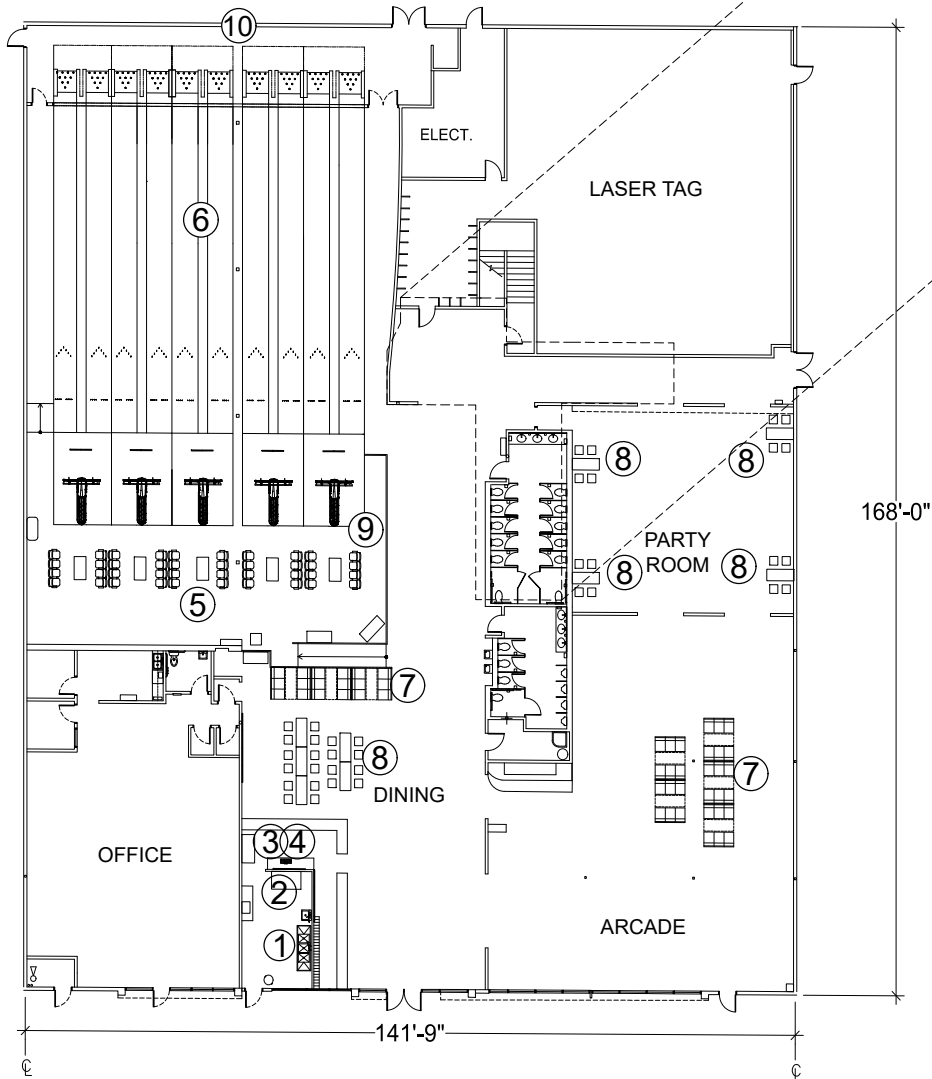 10
ELECT.
LASER TAG
6
8
8
168'-0"
9
PARTY
ROOM
8
8
5
7
8
7
DINING
3
4
OFFICE
2
1
ARCADE
141'-9"
℄
℄